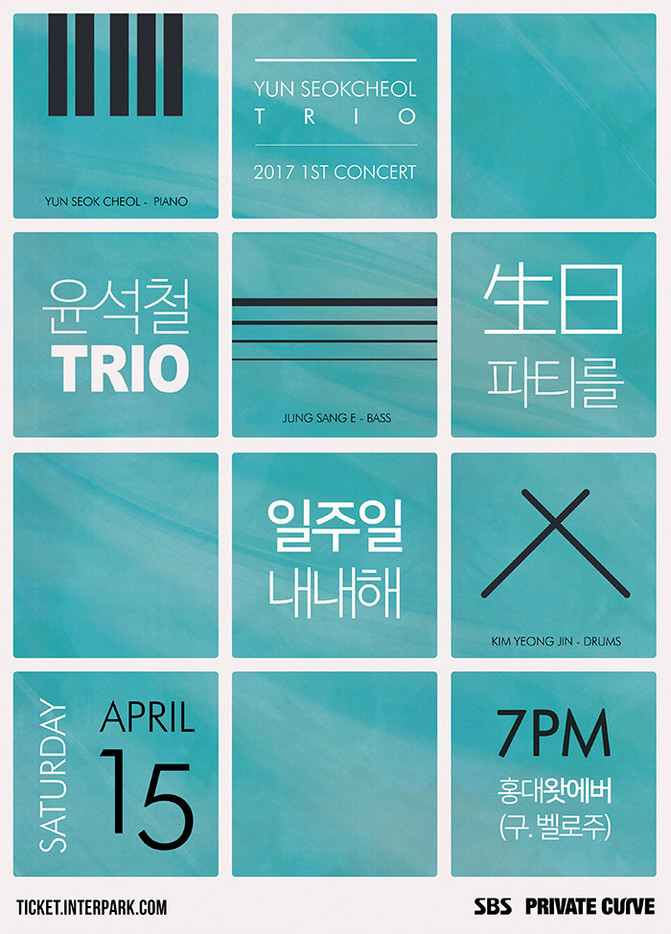 YUN SEOK CHEOL - PIANO
YUN SEOKCHEOL
TRIO
2017 1ST CONCERT
윤석철
TRIO
JUNG SANG E - BASS
生日
파티를
일주일
내내해
KIM YEONG JIN - DRUMS
SATURDAY
APRIL
15
7PM
홍대왓에버
(구. 벨로주)
TICKET.INTERPARK.COM
SBS PRIVATE CURVE